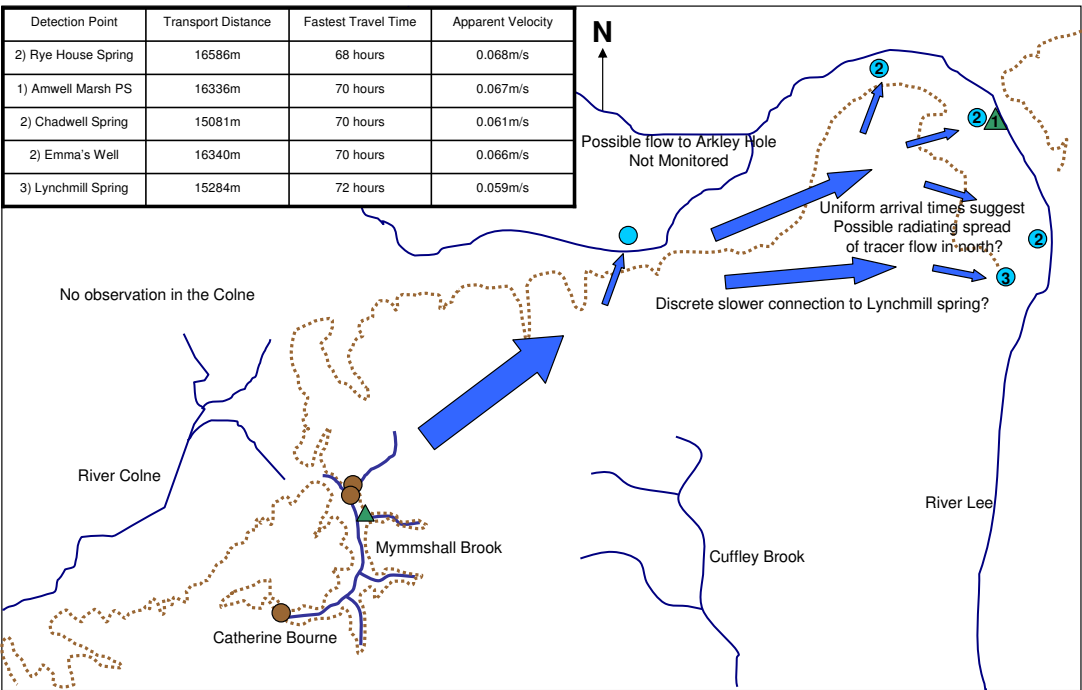 Detection Point Transport Distance Fastest Travel Time Apparent Velocity
2) Rye House Spring 16586m 68 hours 0.068m/s
1) Amwell Marsh PS 16336m 70 hours 0.067m/s
2) Chadwell Spring 15081m 70 hours 0.061m/s
2) Emma's Well 16340m 70 hours 0.066m/s
3) Lynchmill Spring 15284m 72 hours 0.059m/s
N
2
2 1
Possible flow to Arkley Hole
Not Monitored
Uniform arrival times suggest
Possible radiating spread
of tracer flow in north?
2
3
No observation in the Colne
Discrete slower connection to Lynchmill spring?
River Colne
River Lee
Mymmshall Brook
Cuffley Brook
Catherine Bourne